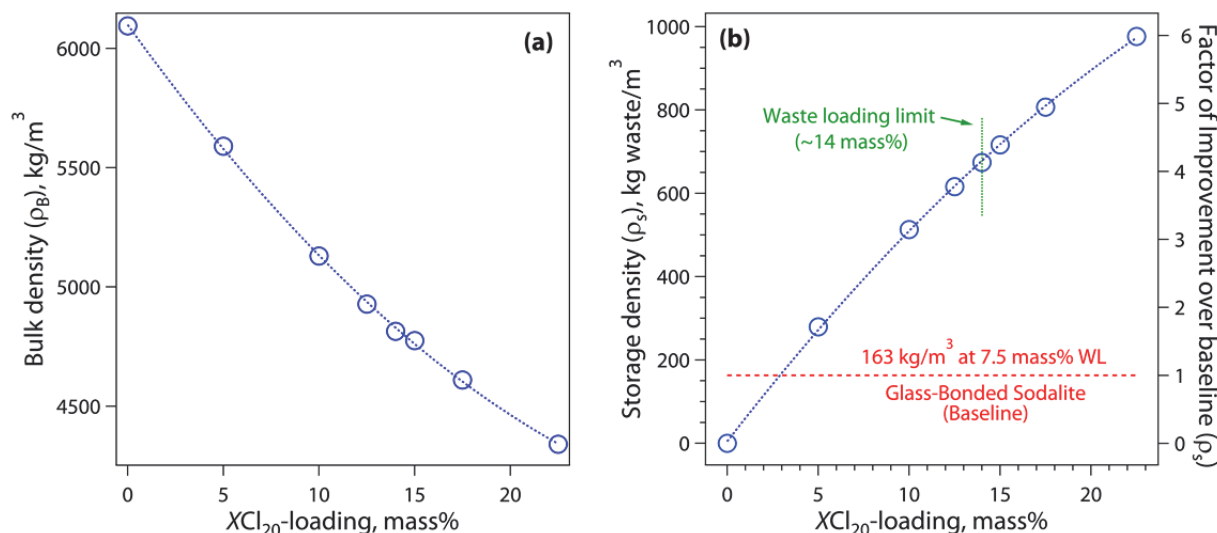 (a)
Bulk density (ρB), kg/m³
6000
5500
5000
4500
0 5 10 15 20
XCl₂₀-loading, mass%
(b)
Storage density (ρs), kg waste/m³
1000
800
600
400
200
0
Waste loading limit
(~14 mass%)
163 kg/m³ at 7.5 mass% WL
Glass-Bonded Sodalite
(Baseline)
0 5 10 15 20
XCl₂₀-loading, mass%
6
5
4
3
2
1
0
Factor of Improvement over baseline (ρs)